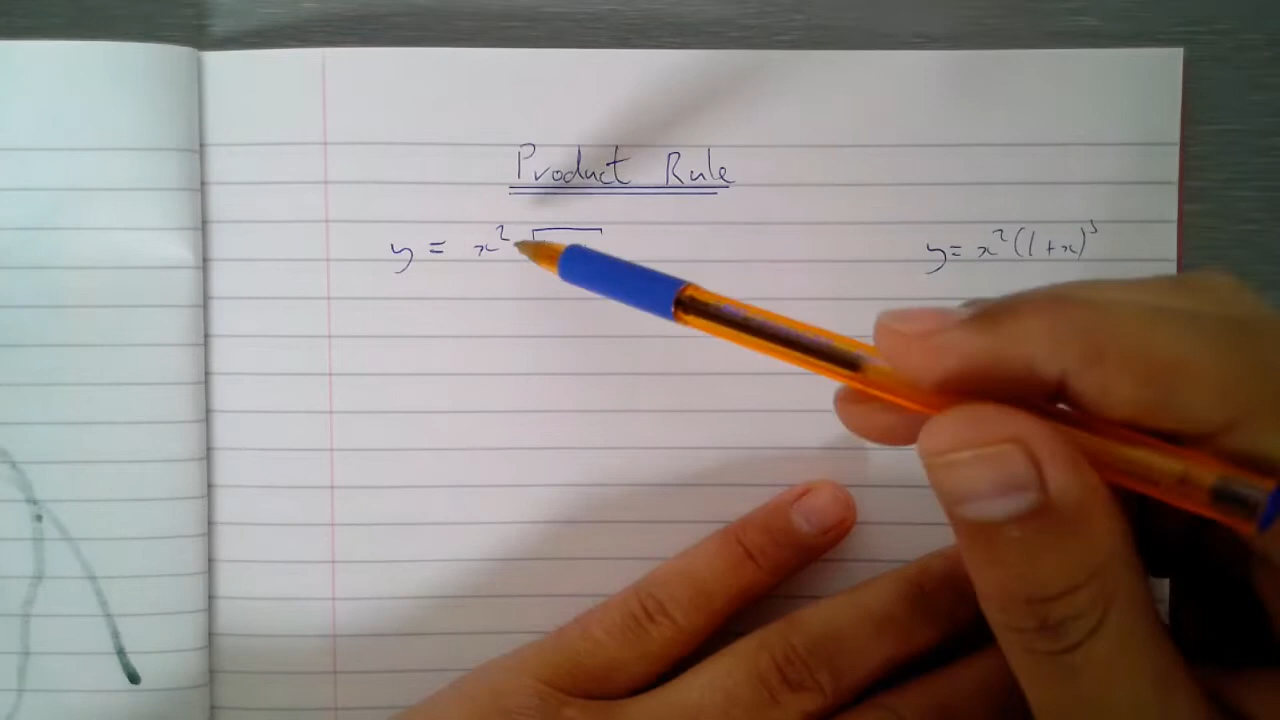 Product Rule
y = x²
y = x²(1+x)³